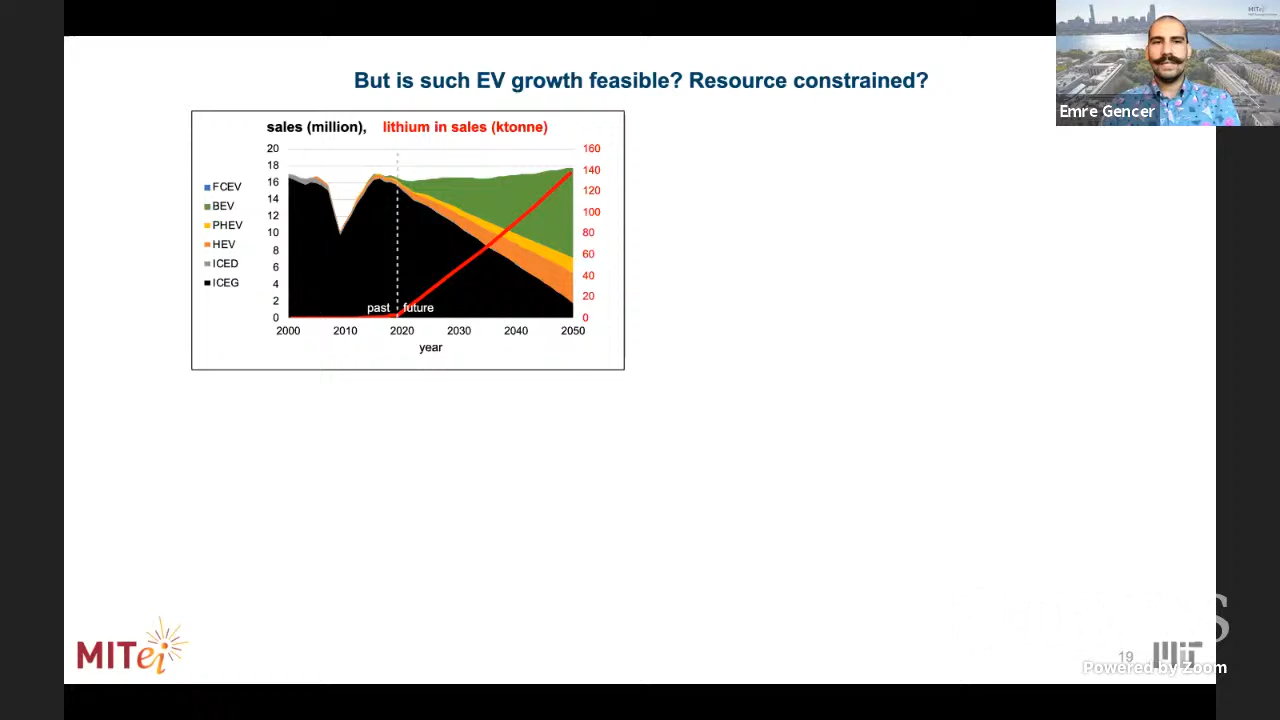 MITei
Emre Gencer
But is such EV growth feasible? Resource constrained?
sales (million), lithium in sales (ktonne)
20
18
16
14
12
10
8
6
4
2
0
160
140
120
100
80
60
40
20
0
FCEV
BEV
PHEV
HEV
ICED
ICEG
past
future
2000 2010 2020 2030 2040 2050
year
MITei
19
MIT
S
Powered by Zoom